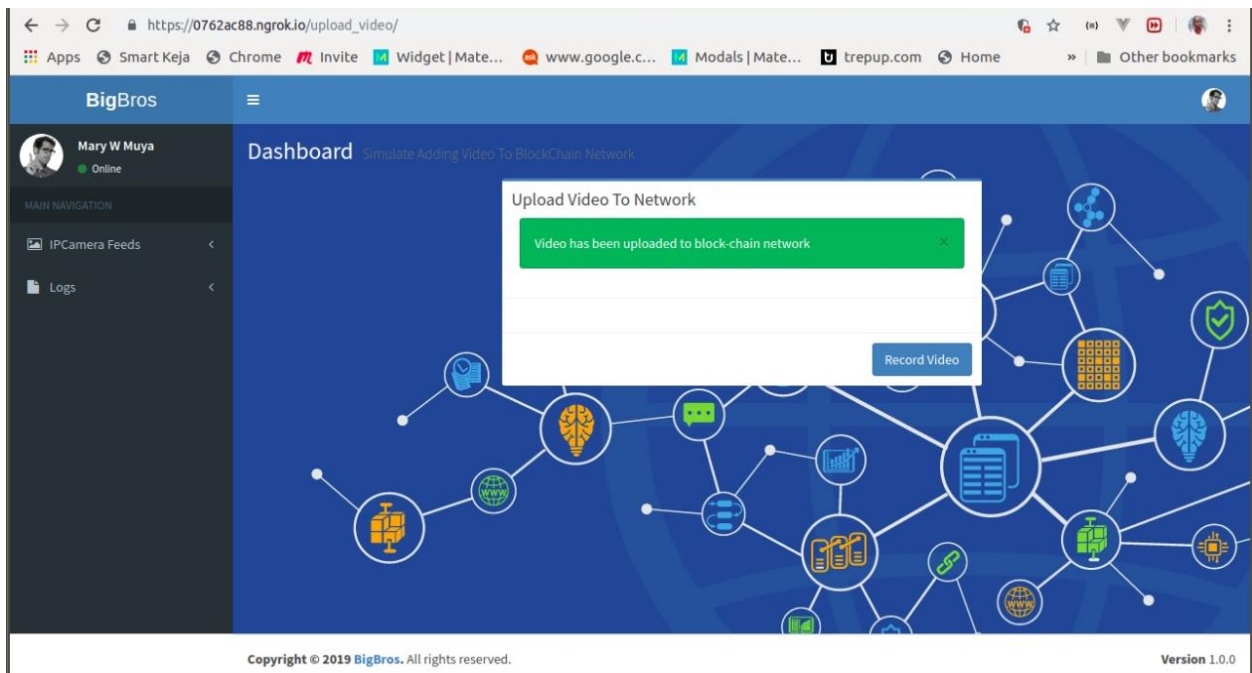 https://0762ac88.ngrok.io/upload_video/
Apps Smart Keja Chrome Invite Widget | Mate... www.google.c... Modals | Mate... trepup.com Home » Other bookmarks
BigBros
Mary W Muya
Online
MAIN NAVIGATION
IPCamera Feeds
Logs
Dashboard Simulate Adding Video To BlockChain Network
Upload Video To Network
Video has been uploaded to block-chain network ×
Record Video
www
www
Copyright © 2019 BigBros. All rights reserved. Version 1.0.0